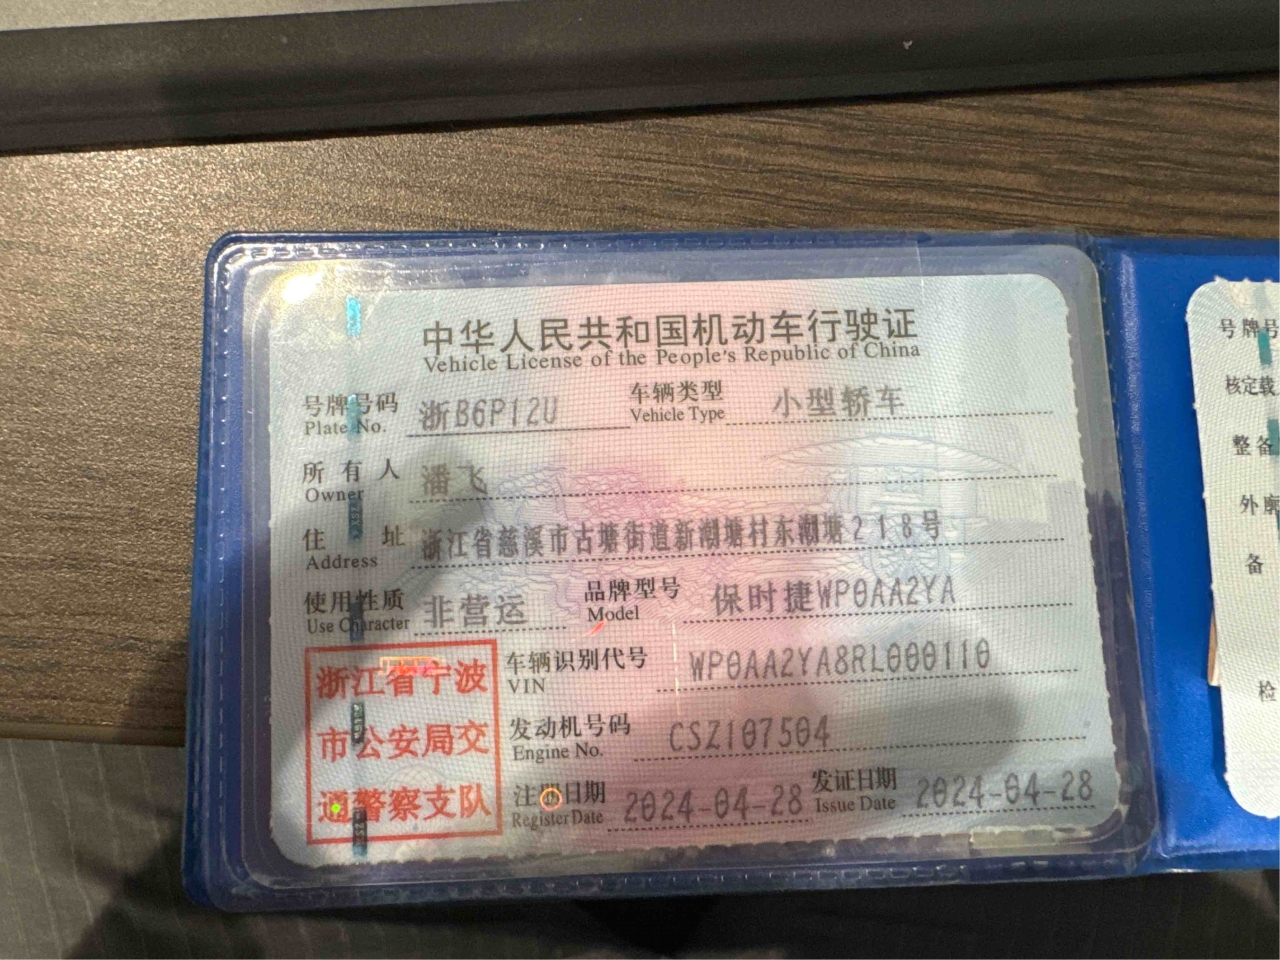 中华人民共和国机动车行驶证
Vehicle License of the People's Republic of China
号牌号码 浙B6P12U 车辆类型 小型轿车
Plate No. Vehicle Type
所有人 潘飞
Owner
住址 浙江省慈溪市古塘街道新潮塘村东潮塘218号
Address
使用性质 非营运 品牌型号 保时捷WP0AA2YA
Use Character Model
浙江省宁波
市公安局交
通警察支队
车辆识别代号 WP0AA2YA8RL000110
VIN
发动机号码 CSZ107504
Engine No.
注册日期 2024-04-28 发证日期 2024-04-28
Register Date Issue Date
号牌号
核定载
整备
外廓
备
检